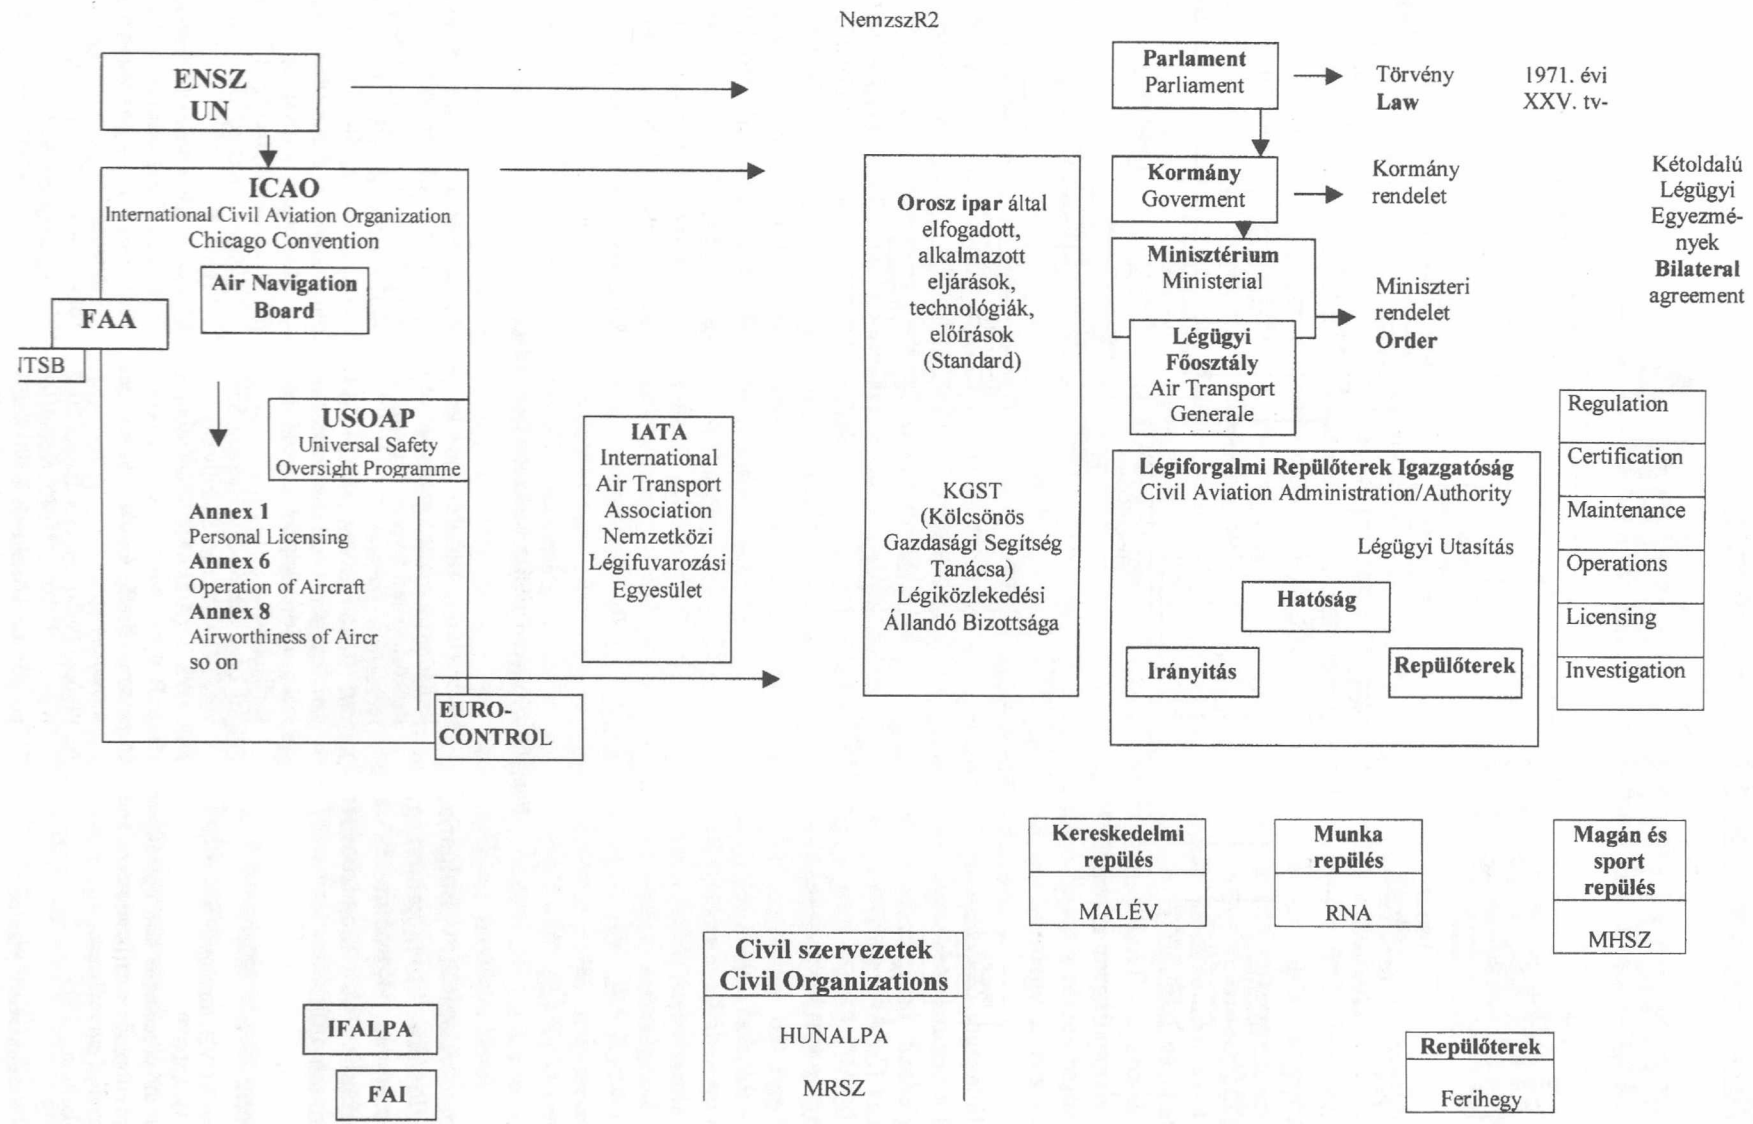 NemzszR2
ENSZ
UN
ICAO
International Civil Aviation Organization
Chicago Convention
Air Navigation
Board
FAA
TSB
USOAP
Universal Safety
Oversight Programme
Annex 1
Personal Licensing
Annex 6
Operation of Aircraft
Annex 8
Airworthiness of Aircr
so on
EURO-
CONTROL
IATA
International
Air Transport
Association
Nemzetközi
Légifuvarozási
Egyesület
Orosz ipar által
elfogadott,
alkalmazott
eljárások,
technológiák,
előírások
(Standard)
KGST
(Kölcsönös
Gazdasági Segítség
Tanácsa)
Légiközlekedési
Állandó Bizottsága
Parlament
Parliament
Törvény
Law
1971. évi
XXV. tv-
Kormány
Goverment
Kormány
rendelet
Minisztérium
Ministerial
Légügyi
Főosztály
Air Transport
Generale
Miniszteri
rendelet
Order
Kétoldalú
Légügyi
Egyezmé-
nyek
Bilateral
agreement
Légiforgalmi Repülőterek Igazgatóság
Civil Aviation Administration/Authority
Légügyi Utasítás
Hatóság
Irányitás
Repülőterek
Regulation
Certification
Maintenance
Operations
Licensing
Investigation
Kereskedelmi
repülés
MALÉV
Munka
repülés
RNA
Magán és
sport
repülés
MHSZ
Civil szervezetek
Civil Organizations
HUNALPA
MRSZ
IFALPA
FAI
Repülőterek
Ferihegy